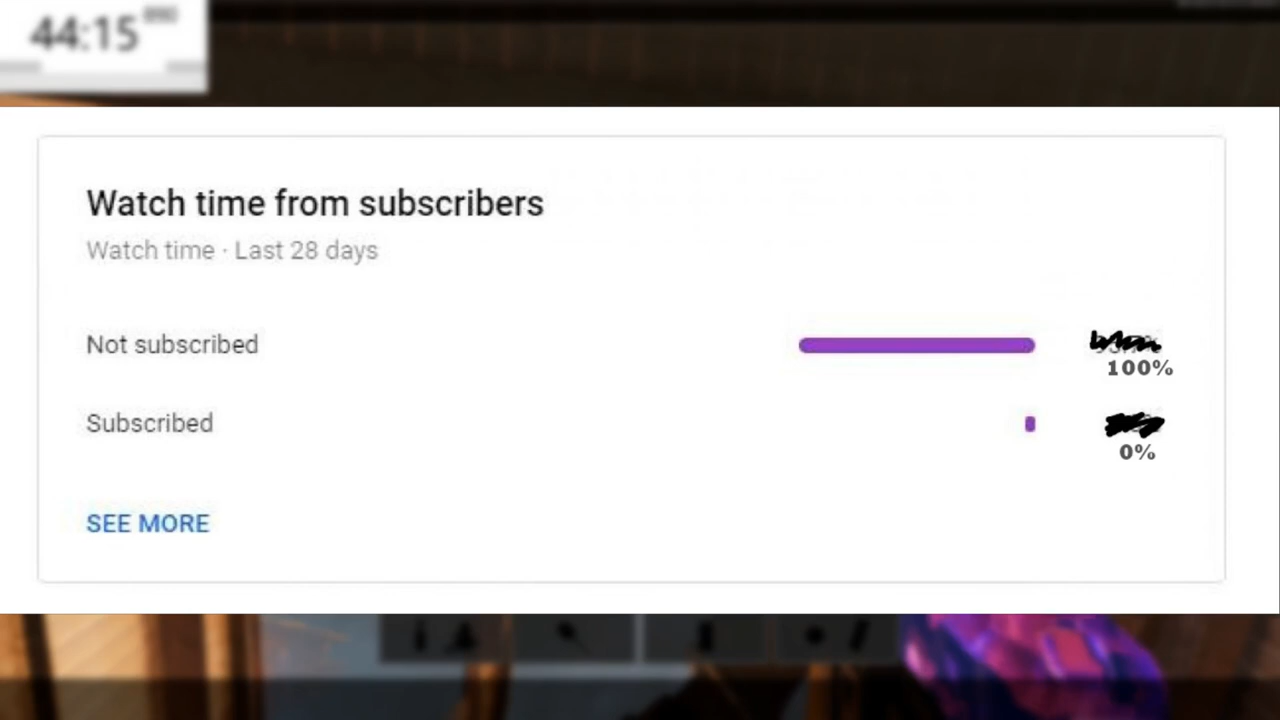 44:15
Watch time from subscribers
Watch time · Last 28 days
Not subscribed
100%
Subscribed
0%
SEE MORE